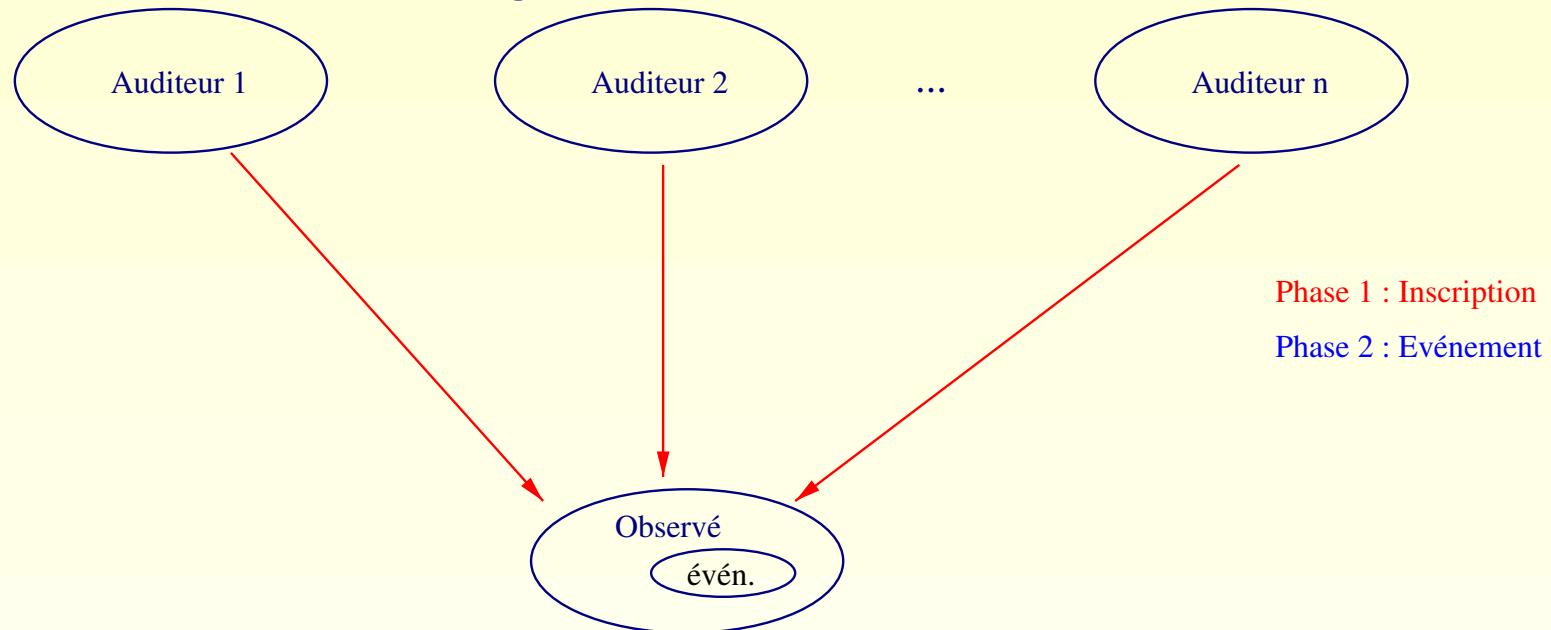 Auditeur 1
Auditeur 2
...
Auditeur n
Phase 1 : Inscription
Phase 2 : Evénement
Observé
évén.